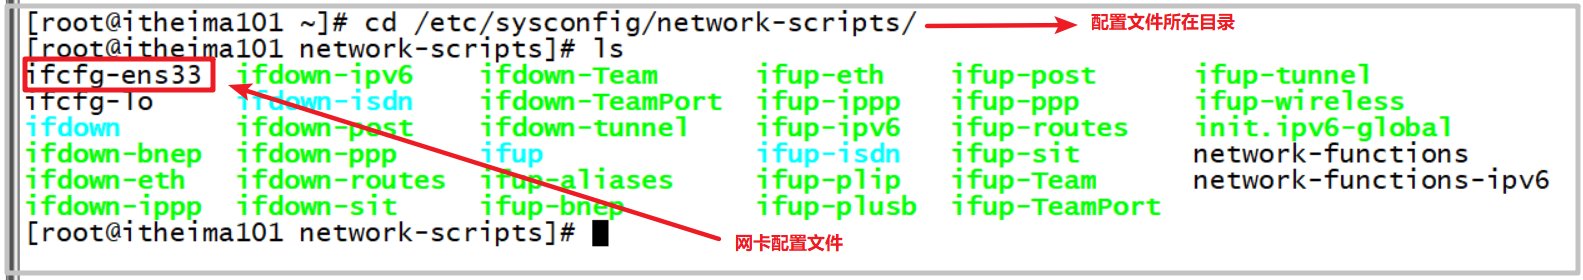 [root@itheima101 ~]# cd /etc/sysconfig/network-scripts/ 配置文件所在目录
[root@itheima101 network-scripts]# ls
ifcfg-ens33 ifdown-ipv6 ifdown-Team ifup-eth ifup-post ifup-tunnel
ifcfg-lo ifdown-isdn ifdown-TeamPort ifup-ippp ifup-ppp ifup-wireless
ifdown ifdown-post ifdown-tunnel ifup-ipv6 ifup-routes init.ipv6-global
ifdown-bnep ifdown-ppp ifup ifup-isdn ifup-sit network-functions
ifdown-eth ifdown-routes ifup-aliases ifup-plip ifup-Team network-functions-ipv6
ifdown-ippp ifdown-sit ifup-bnep ifup-plusb ifup-TeamPort
[root@itheima101 network-scripts]#
网卡配置文件